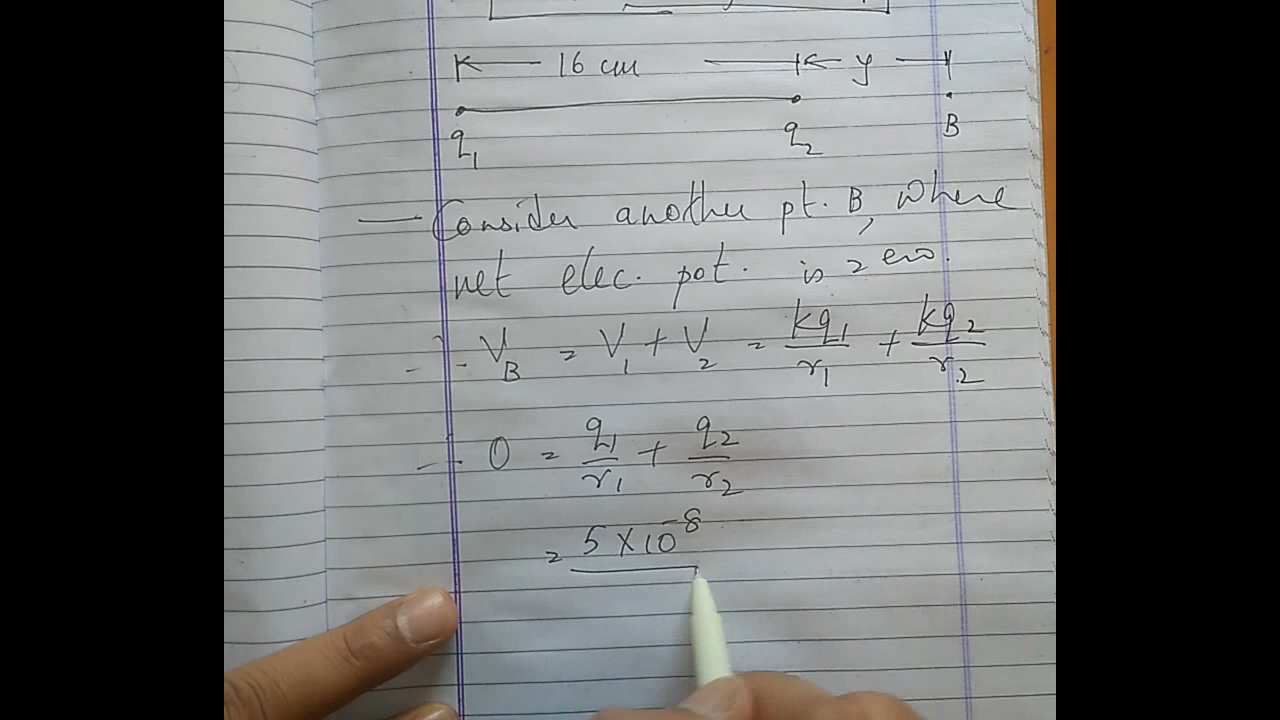 16 cm y
q₁ q₂ B
— Consider another pt. B, where
net elec. pot. is zero.
∴ V_B = V₁ + V₂ = kq₁/r₁ + kq₂/r₂
∴ 0 = q₁/r₁ + q₂/r₂
= 5 × 10⁻⁸